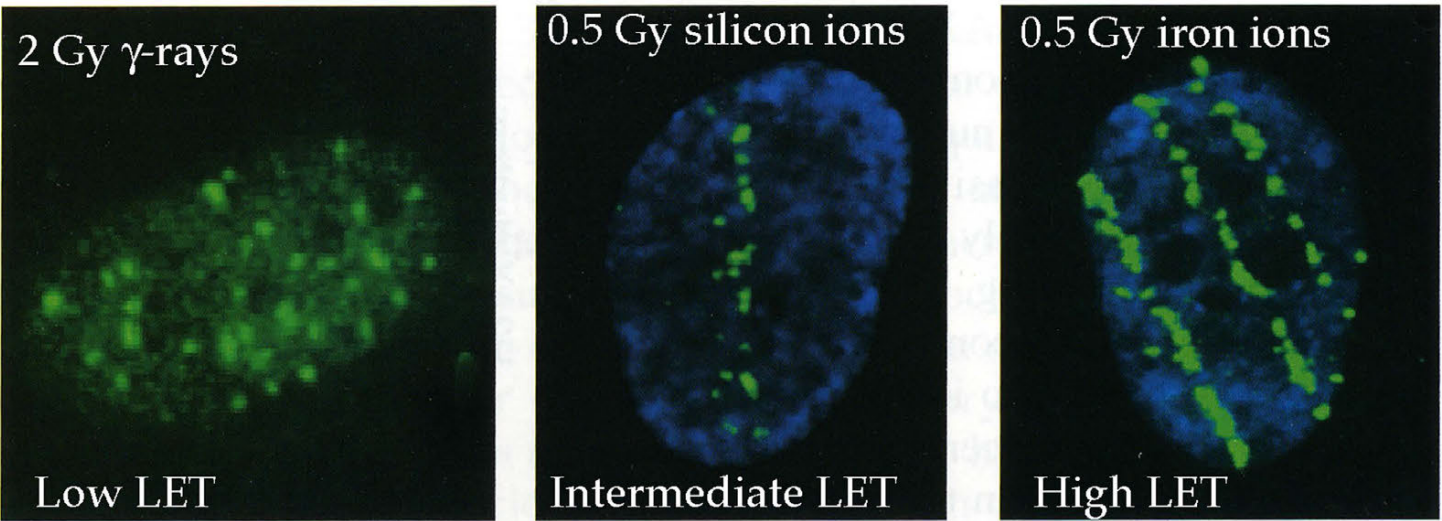 2 Gy γ-rays
Low LET
0.5 Gy silicon ions
Intermediate LET
0.5 Gy iron ions
High LET